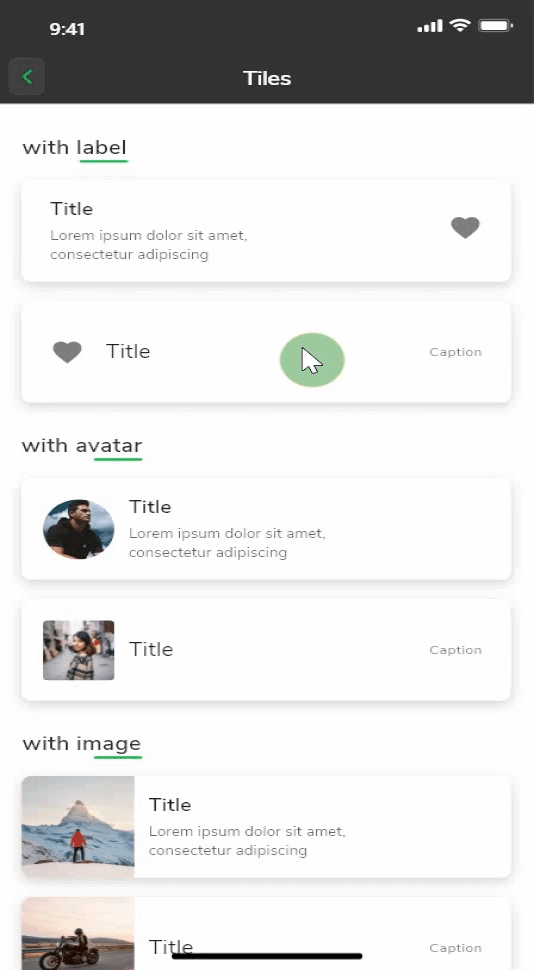 9:41
Tiles
with label
Title
Lorem ipsum dolor sit amet,
consectetur adipiscing
Title
Caption
with avatar
Title
Lorem ipsum dolor sit amet,
consectetur adipiscing
Title
Caption
with image
Title
Lorem ipsum dolor sit amet,
consectetur adipiscing
Title
Caption